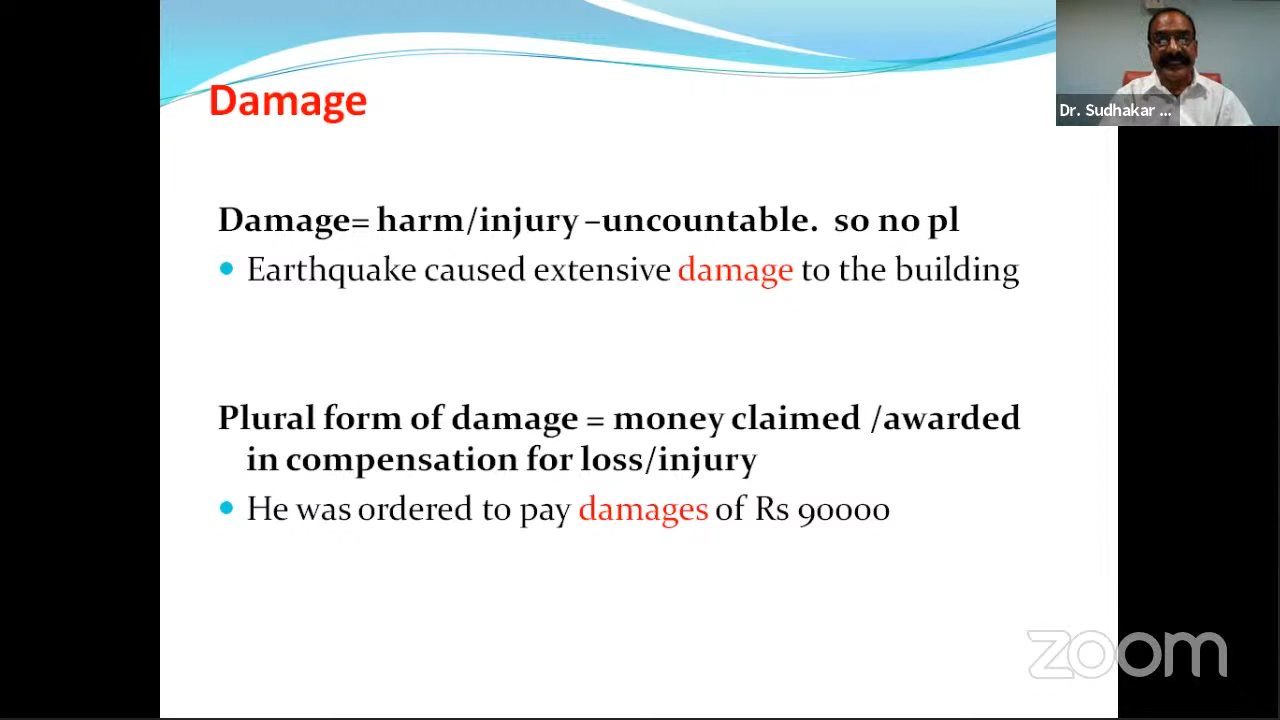 Damage
Dr. Sudhakar ...
Damage= harm/injury –uncountable. so no pl
Earthquake caused extensive damage to the building
Plural form of damage = money claimed /awarded
in compensation for loss/injury
He was ordered to pay damages of Rs 90000
zoom